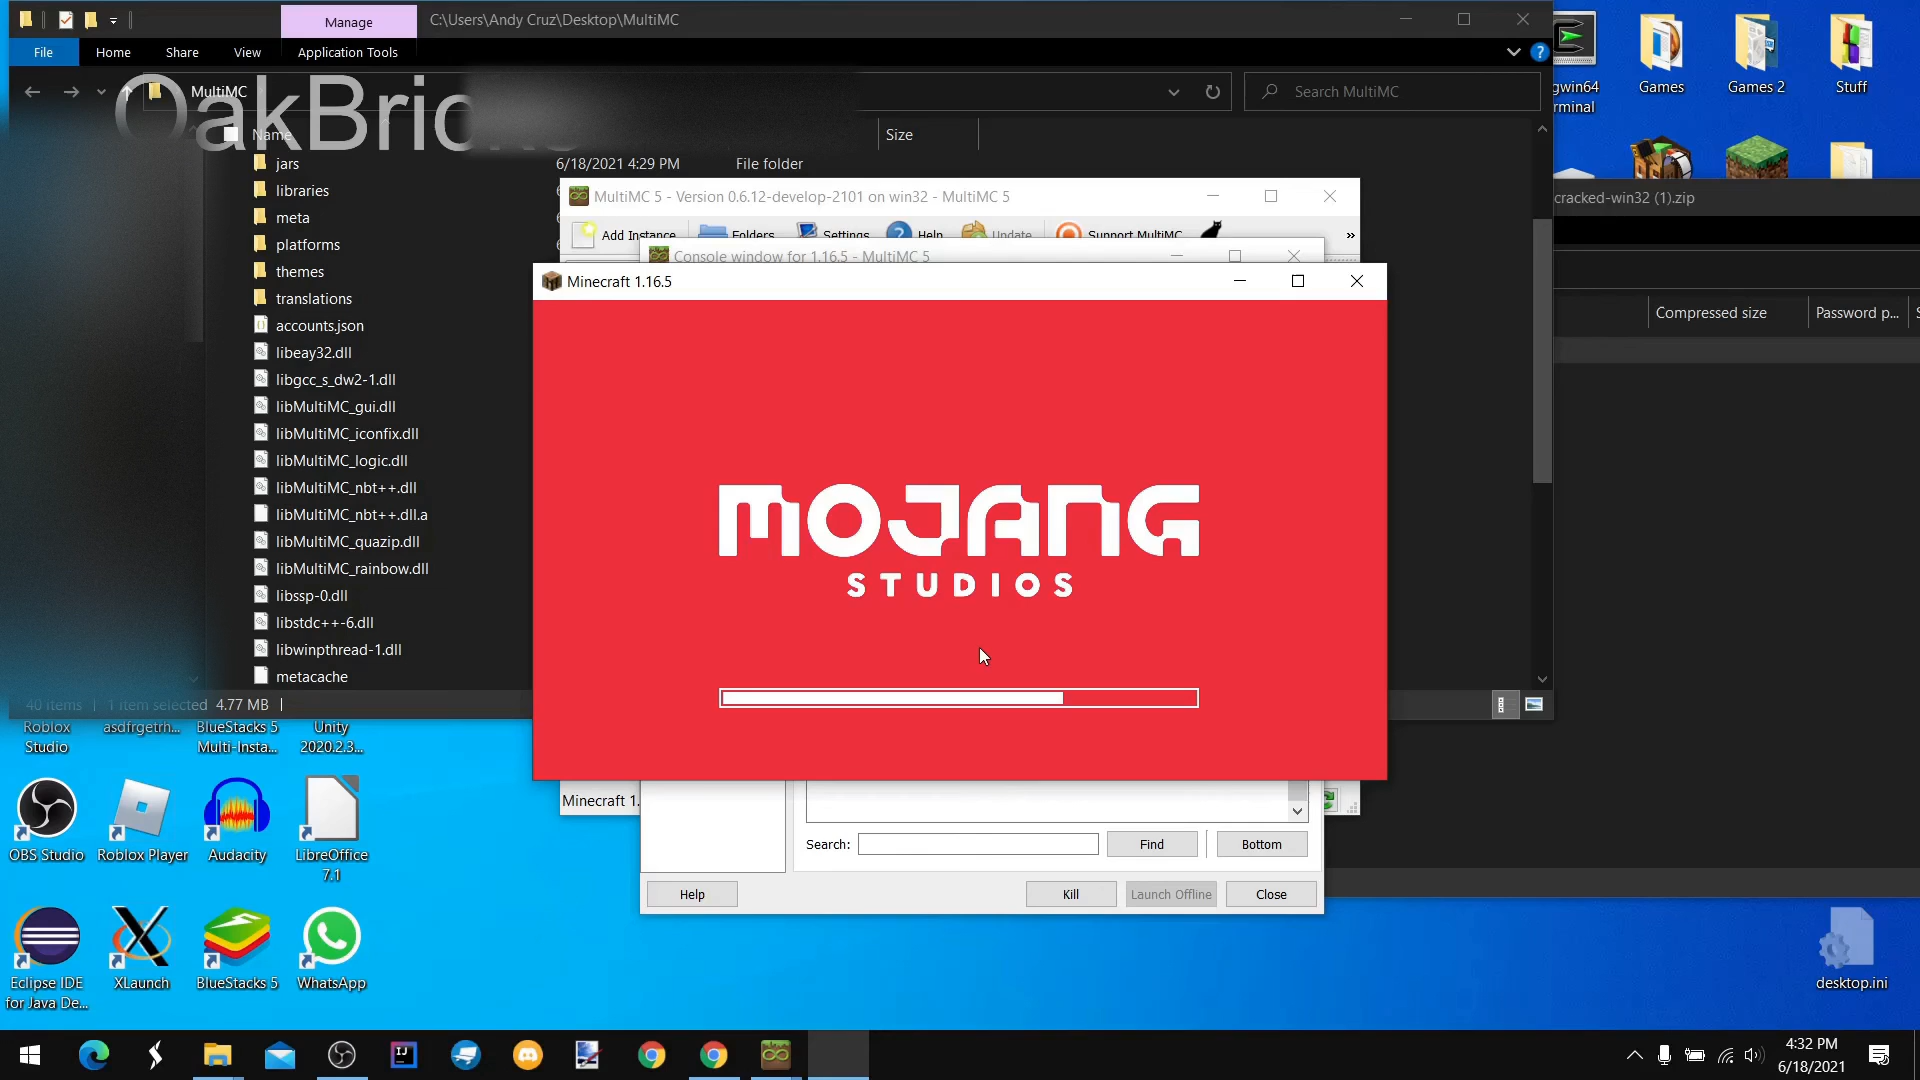 Manage
C:\Users\Andy Cruz\Desktop\MultiMC
File
Home
Share
View
Application Tools
MultiMC
Search MultiMC
OakBricks
Name
Size
jars
6/18/2021 4:29 PM
File folder
libraries
meta
platforms
themes
translations
accounts.json
libeay32.dll
libgcc_s_dw2-1.dll
libMultiMC_gui.dll
libMultiMC_iconfix.dll
libMultiMC_logic.dll
libMultiMC_nbt++.dll
libMultiMC_nbt++.dll.a
libMultiMC_quazip.dll
libMultiMC_rainbow.dll
libssp-0.dll
libstdc++-6.dll
libwinpthread-1.dll
metacache
40 items
1 item selected
4.77 MB
MultiMC 5 - Version 0.6.12-develop-2101 on win32 - MultiMC 5
Add Instance
Folders
Settings
Help
Update
Support MultiMC
»
Console window for 1.16.5 - MultiMC 5
Minecraft 1.16.5
MOJANG
STUDIOS
Minecraft 1.
Search:
Find
Bottom
Help
Kill
Launch Offline
Close
cracked-win32 (1).zip
Compressed size
Password p...
gwin64
rminal
Games
Games 2
Stuff
Roblox
Studio
asdfrgetrh...
BlueStacks 5
Multi-Insta...
Unity
2020.2.3...
OBS Studio
Roblox Player
Audacity
LibreOffice
7.1
Eclipse IDE
for Java De...
XLaunch
BlueStacks 5
WhatsApp
desktop.ini
4:32 PM
6/18/2021